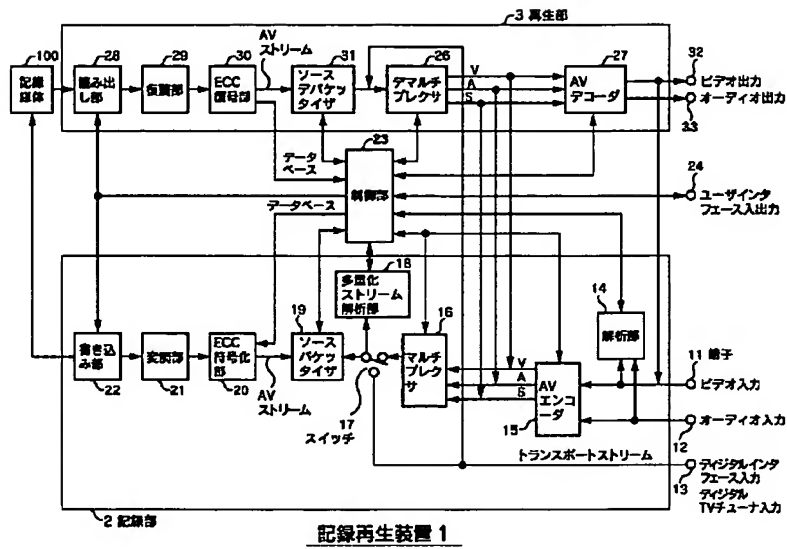 3 再生部
100
記録
媒体
28
読み出
し部
29
復調部
30
ECC
復号部
AV
ストリーム
31
ソース
デパケッ
タイザ
26
デマルチ
プレクサ
V
A
S
27
AV
デコーダ
32
ビデオ出力
オーディオ出力
33
データ
ベース
23
制御部
データベース
24
ユーザインタ
フェース入出力
18
多重化
ストリーム
解析部
14
解析部
書き込
み部
22
変調部
21
ECC
符号化
部
20
AV
ストリーム
19
ソース
パケッ
タイザ
17
スイッチ
16
マルチ
プレク
サ
V
A
S
AV
エンコ
ーダ
15
11 端子
ビデオ入力
オーディオ入力
12
トランスポートストリーム
ディジタルインタ
フェース入力
13
ディジタル
TVチューナ入力
2 記録部
記録再生装置 1